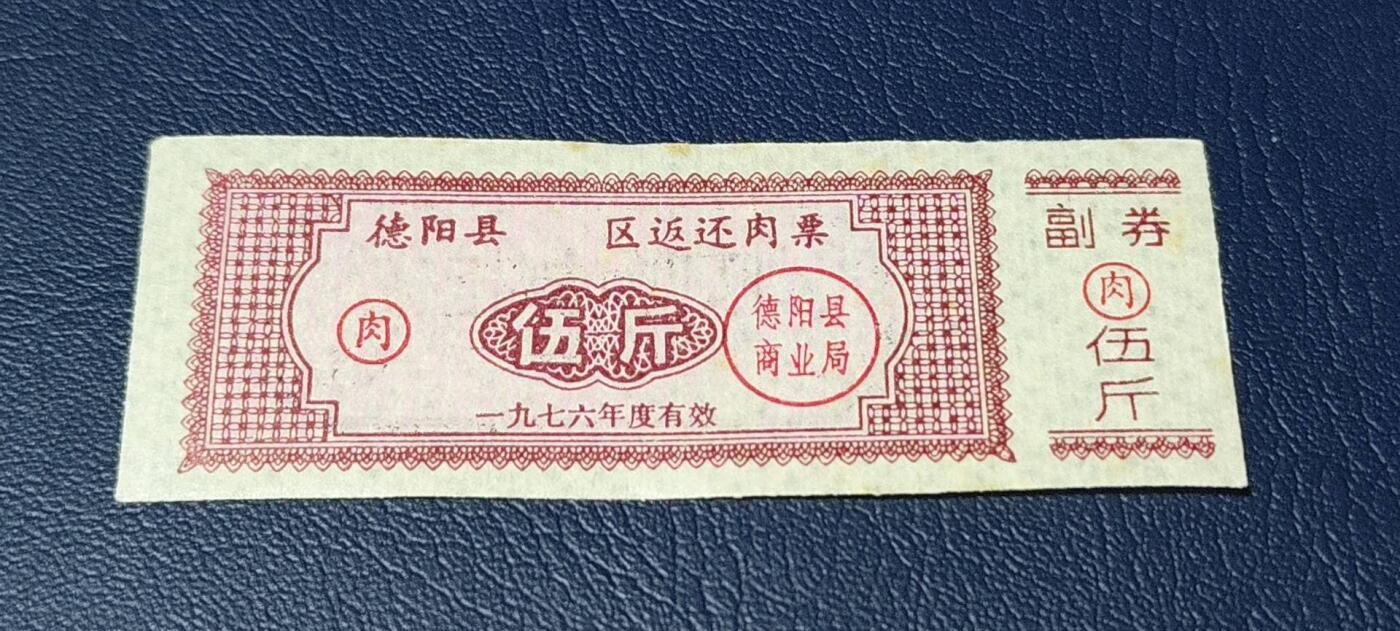 德阳县 区返还肉票
肉
伍斤
德阳县
商业局
一九七六年度有效
副券
肉
伍
斤